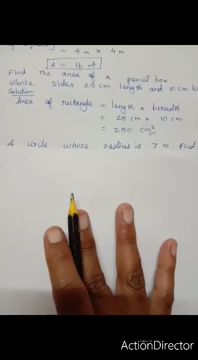 = 4 m × 4 m
A = 16 m²
Find the area of a pencil box
whose sides 25 cm length and 10 cm
Solution
Area of rectangle = length × breadth
= 25 cm × 10 cm
= 250 cm²
A circle whose radius is 7 m. Find
ActionDirector